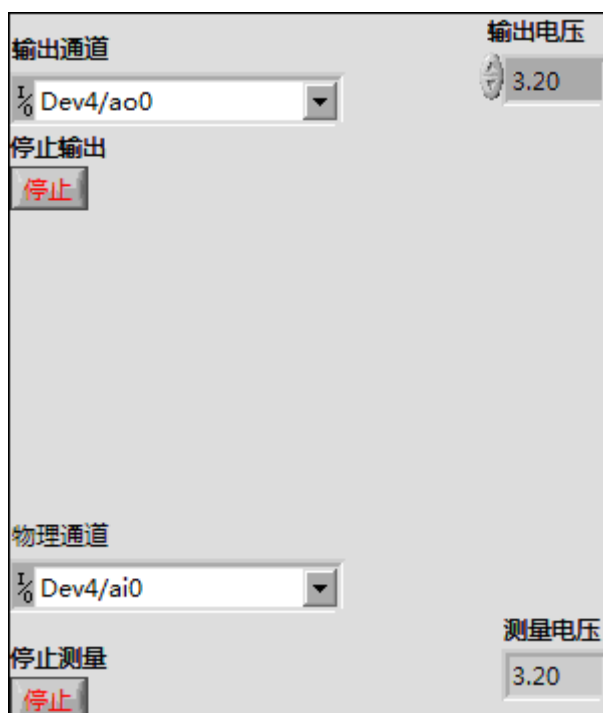 输出通道
输出电压
I/O Dev4/ao0
3.20
停止输出
停止
物理通道
I/O Dev4/ai0
测量电压
停止测量
3.20
停止